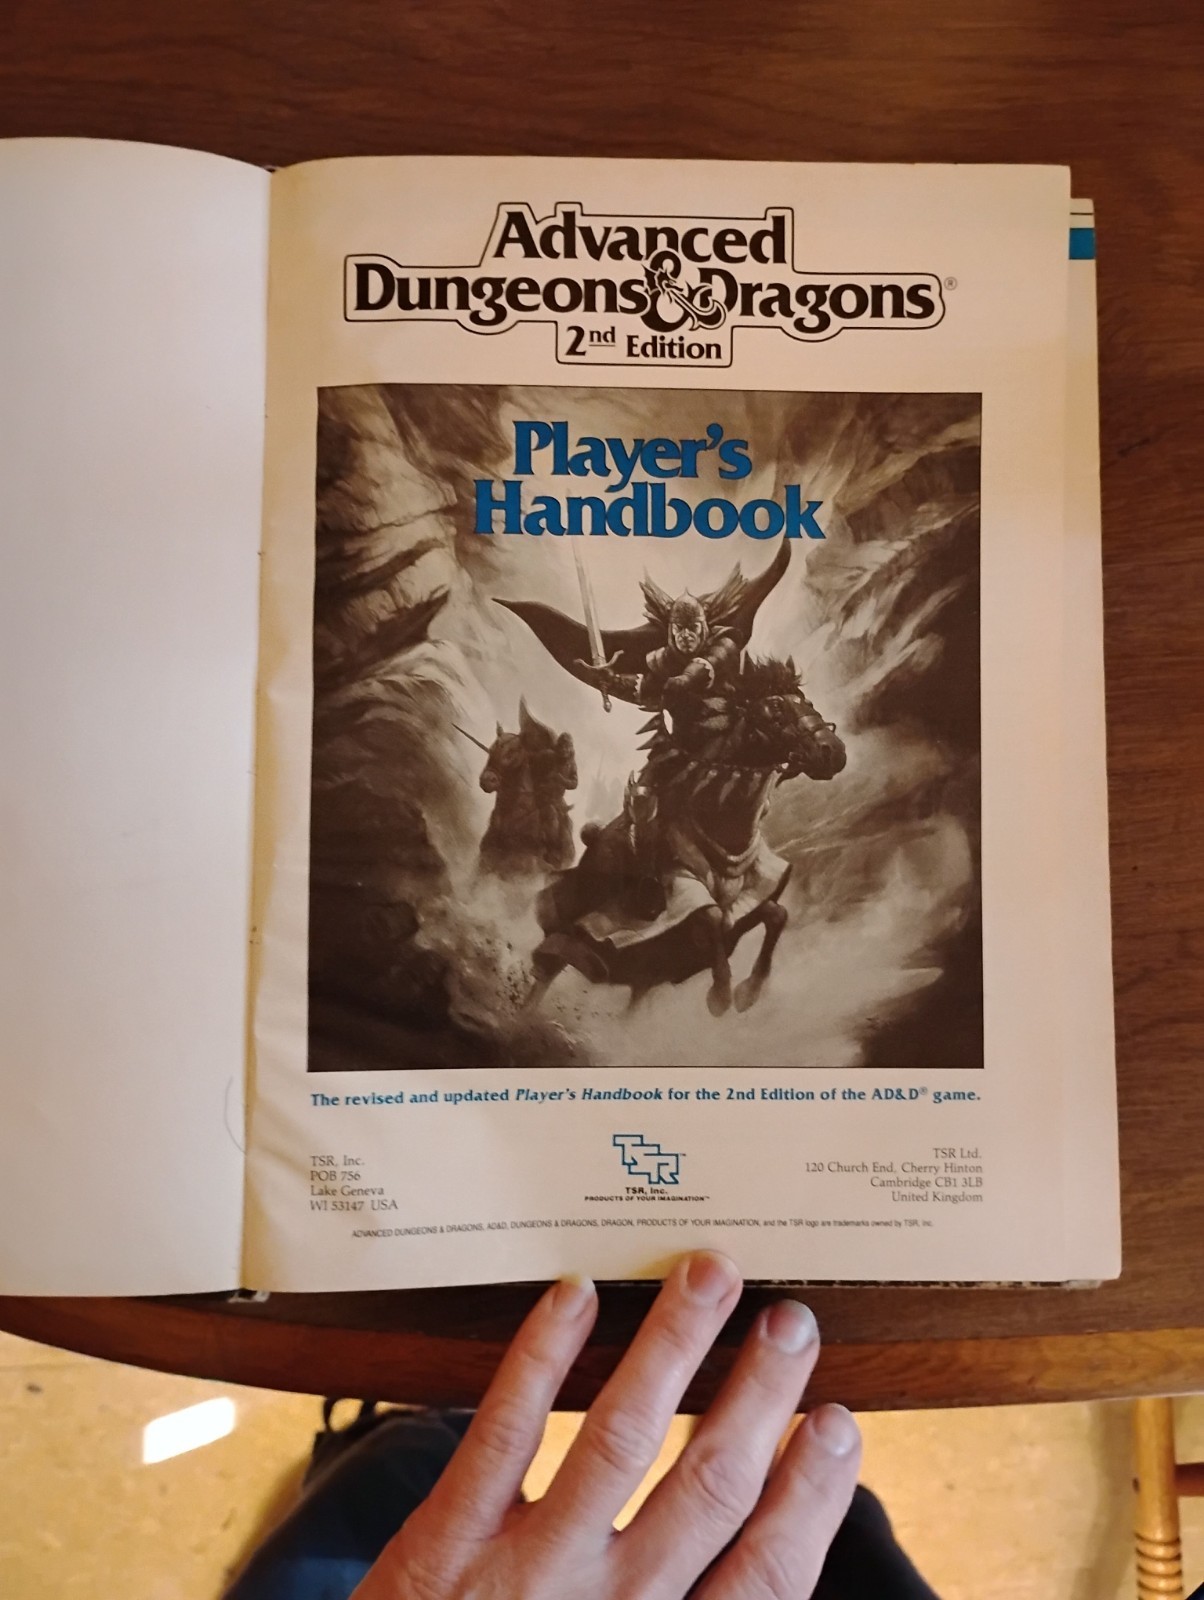 Advanced
Dungeons & Dragons®
2nd Edition
Player's
Handbook
The revised and updated Player's Handbook for the 2nd Edition of the AD&D® game.
TSR, Inc.
POB 756
Lake Geneva
WI 53147 USA
TSR™
TSR, Inc.
PRODUCTS OF YOUR IMAGINATION™
TSR Ltd.
120 Church End, Cherry Hinton
Cambridge CB1 3LB
United Kingdom
ADVANCED DUNGEONS & DRAGONS, AD&D, DUNGEONS & DRAGONS, DRAGON, PRODUCTS OF YOUR IMAGINATION, and the TSR logo are trademarks owned by TSR, Inc.